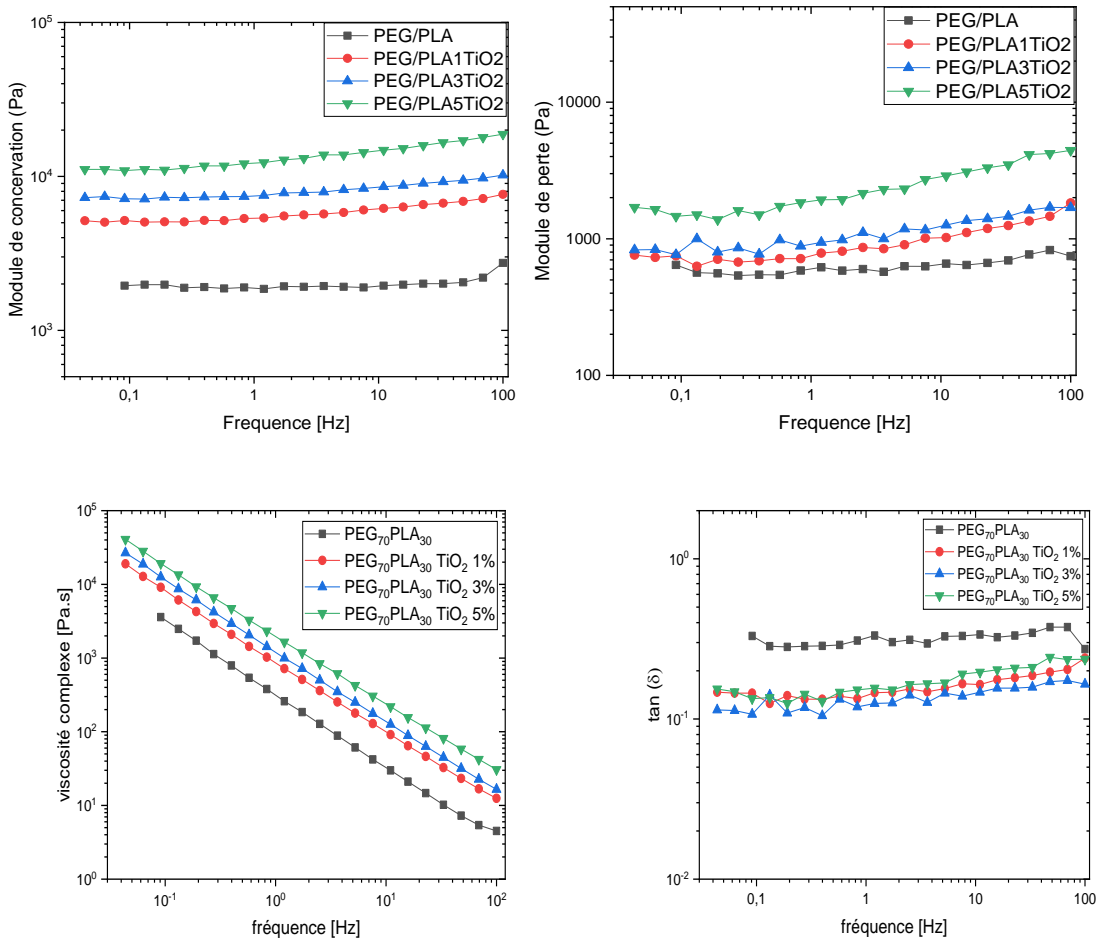 PEG/PLA
PEG/PLA1TiO2
PEG/PLA3TiO2
PEG/PLA5TiO2
Module de concervation (Pa)
10⁵
10⁴
10³
0,1
1
10
100
Frequence [Hz]
PEG/PLA
PEG/PLA1TiO2
PEG/PLA3TiO2
PEG/PLA5TiO2
Module de perte (Pa)
10000
1000
100
0,1
1
10
100
Frequence [Hz]
PEG₇₀PLA₃₀
PEG₇₀PLA₃₀ TiO₂ 1%
PEG₇₀PLA₃₀ TiO₂ 3%
PEG₇₀PLA₃₀ TiO₂ 5%
viscosité complexe [Pa.s]
10⁵
10⁴
10³
10²
10¹
10⁰
10⁻¹
10⁰
10¹
10²
fréquence [Hz]
PEG₇₀PLA₃₀
PEG₇₀PLA₃₀ TiO₂ 1%
PEG₇₀PLA₃₀ TiO₂ 3%
PEG₇₀PLA₃₀ TiO₂ 5%
tan (δ)
10⁰
10⁻¹
10⁻²
0,1
1
10
100
fréquence [Hz]